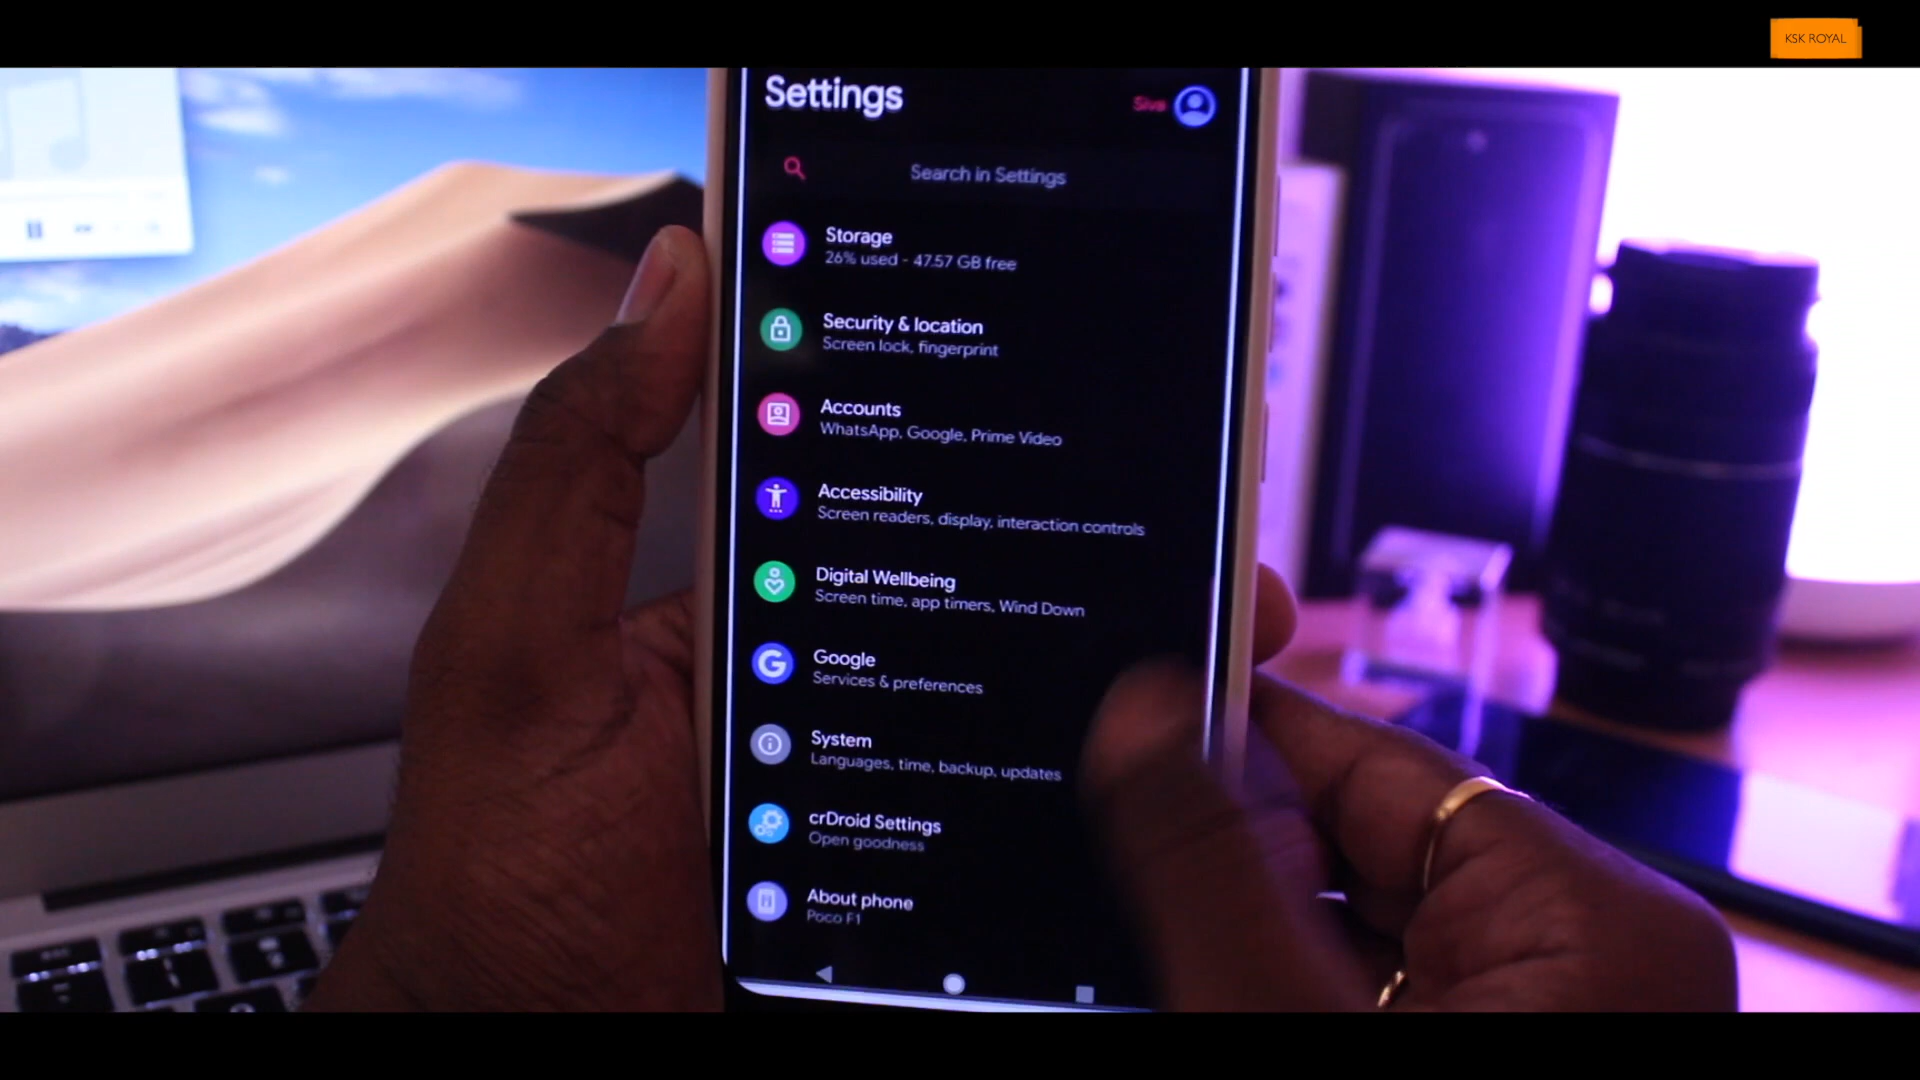 KSK ROYAL
Settings
Siva
Search in Settings
Storage
26% used - 47.57 GB free
Security & location
Screen lock, fingerprint
Accounts
WhatsApp, Google, Prime Video
Accessibility
Screen readers, display, interaction controls
Digital Wellbeing
Screen time, app timers, Wind Down
Google
Services & preferences
System
Languages, time, backup, updates
crDroid Settings
Open goodness
About phone
Poco F1